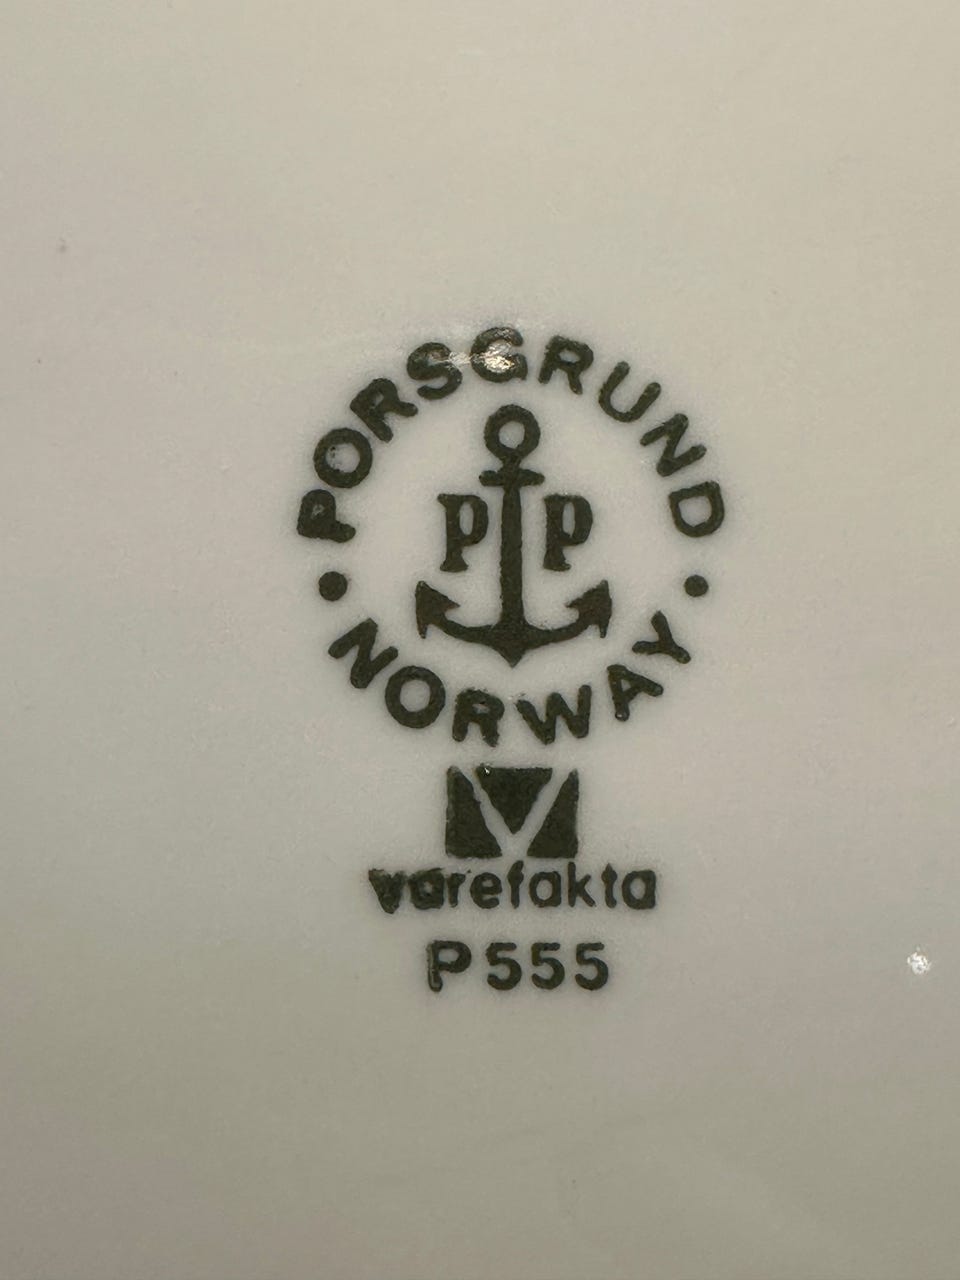 PORSGRUND
PP
• NORWAY •
varefakta
P555